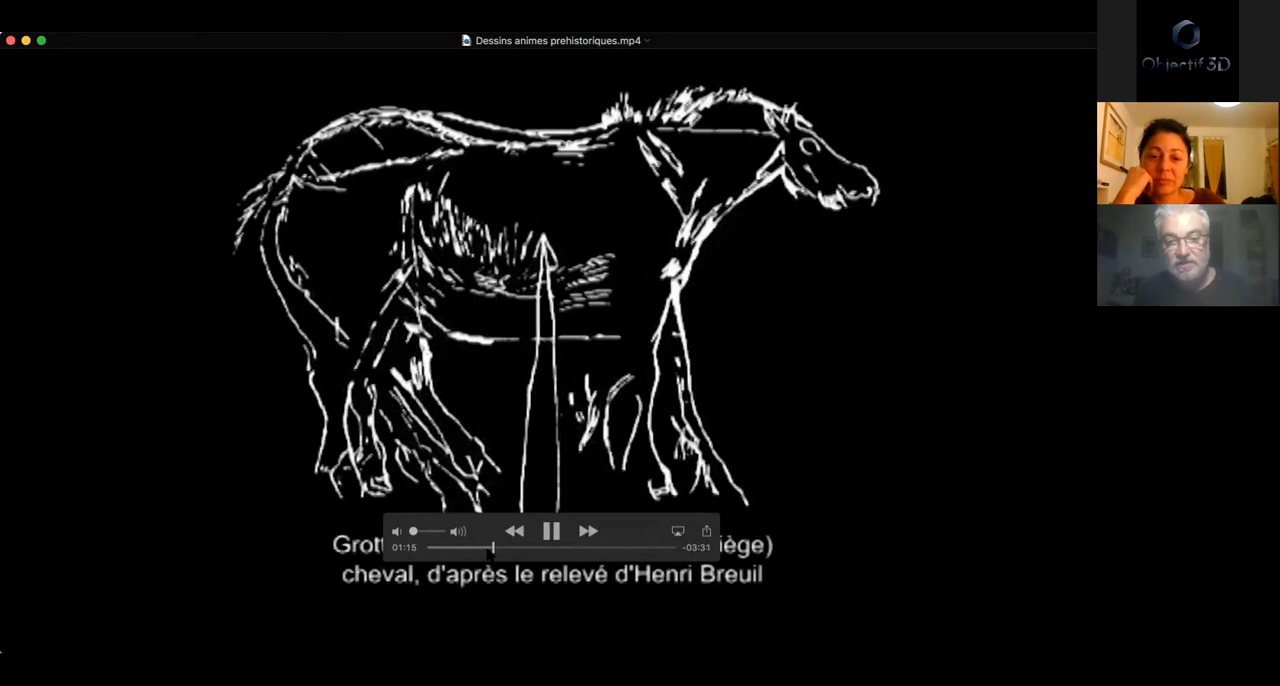 Dessins animes prehistoriques.mp4
Objectif 3D
01:15
-03:31
Grott iège)
cheval, d'après le relevé d'Henri Breuil